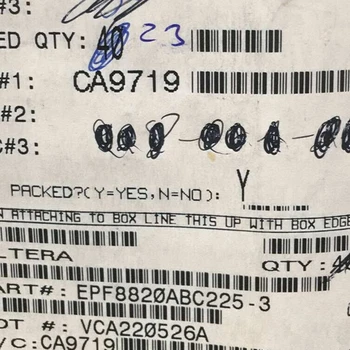 #3:
ED QTY: 40 23
#1: CA9719
#2:
C#3:
PACKED?(Y=YES,N=NO): Y
N ATTACHING TO BOX LINE THIS UP WITH BOX EDGE
LTERA
QTY:
ART#: EPF8820ABC225-3
OT #: VCA220526A
/C:CA9719